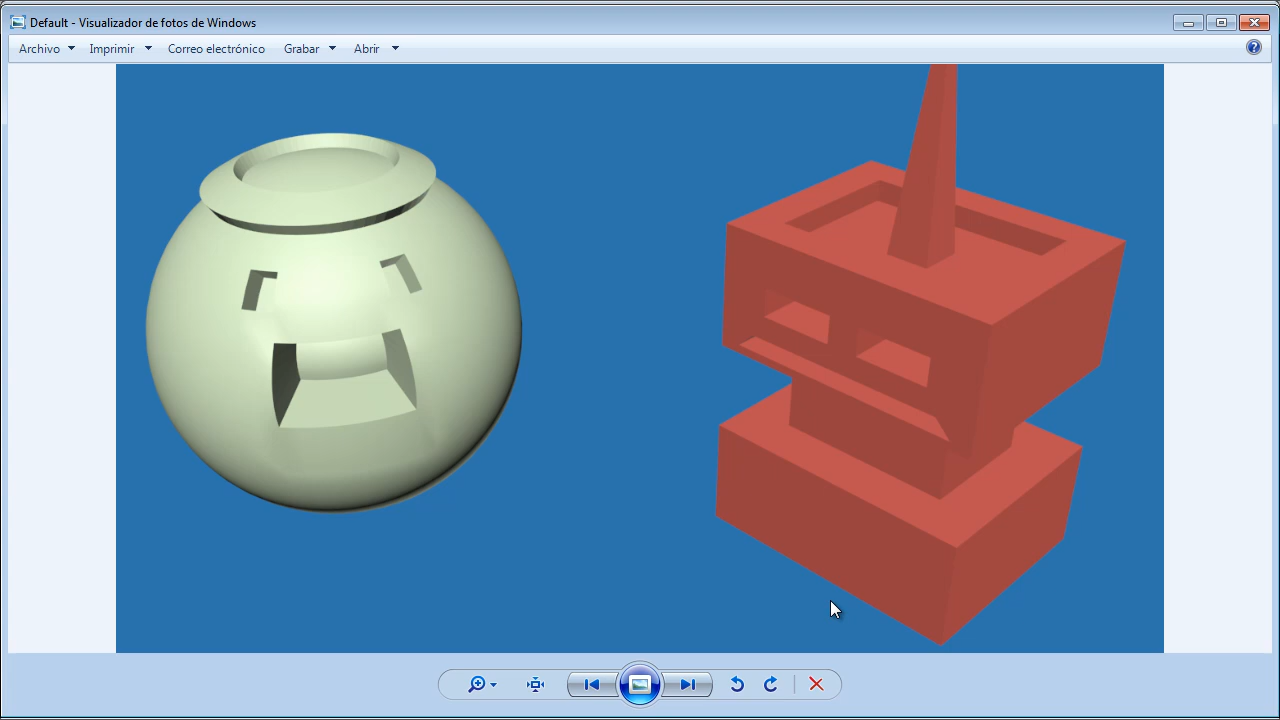 Default - Visualizador de fotos de Windows
Archivo Imprimir Correo electrónico Grabar Abrir